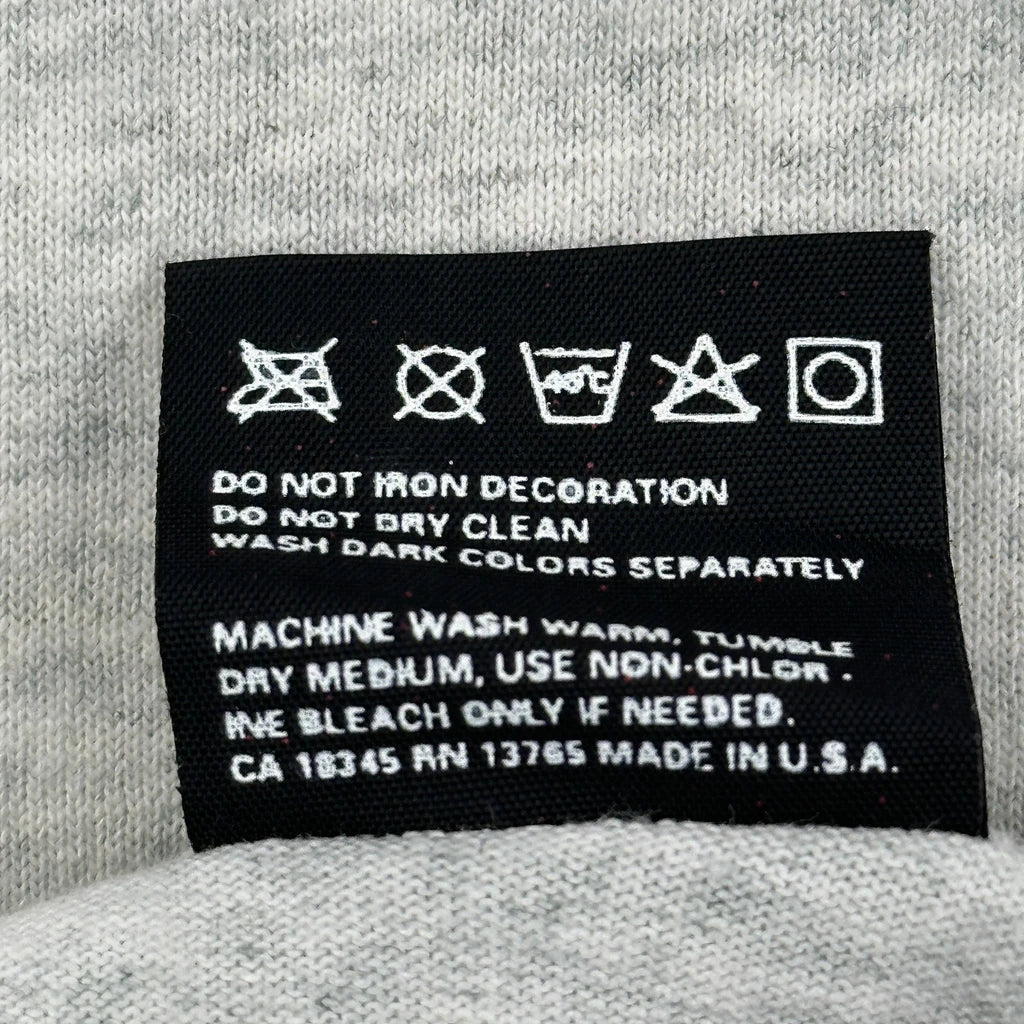 40°C
DO NOT IRON DECORATION
DO NOT DRY CLEAN
WASH DARK COLORS SEPARATELY
MACHINE WASH WARM, TUMBLE
DRY MEDIUM, USE NON-CHLOR .
INE BLEACH ONLY IF NEEDED.
CA 18345 RN 13765 MADE IN U.S.A.